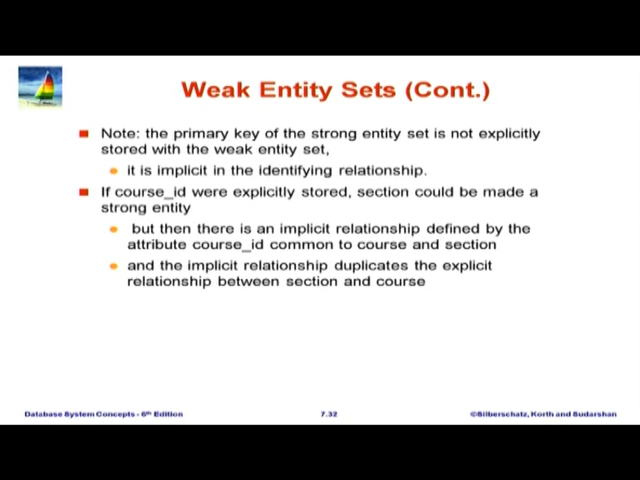 Weak Entity Sets (Cont.)
Note: the primary key of the strong entity set is not explicitly
stored with the weak entity set,
it is implicit in the identifying relationship.
If course_id were explicitly stored, section could be made a
strong entity
but then there is an implicit relationship defined by the
attribute course_id common to course and section
and the implicit relationship duplicates the explicit
relationship between section and course
Database System Concepts - 6th Edition
7.32
©Silberschatz, Korth and Sudarshan